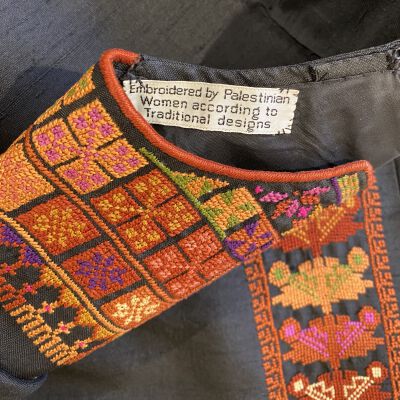 Embroidered by Palestinian
Women according to
Traditional designs